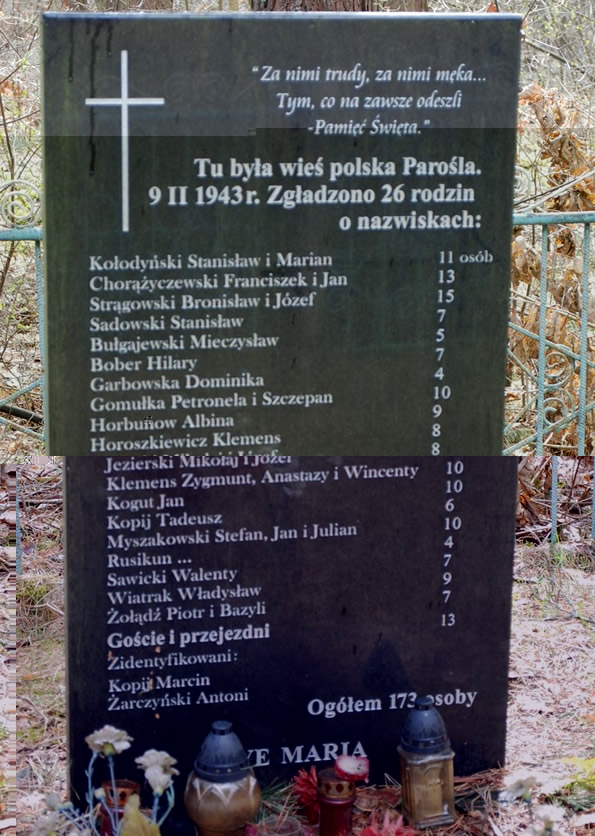 “Za nimi trudy, za nimi męka...
Tym, co na zawsze odeszli
-Pamięć Święta.”
Tu była wieś polska Parośla.
9 II 1943 r. Zgładzono 26 rodzin
o nazwiskach:
Kołodyński Stanisław i Marian 11 osób
Chorążyczewski Franciszek i Jan 13
Strągowski Bronisław i Józef 15
Sadowski Stanisław 7
Bułgajewski Mieczysław 5
Bober Hilary 7
Garbowska Dominika 4
Gomułka Petronela i Szczepan 10
Horbunow Albina 9
Horoszkiewicz Klemens 8
Jezierski Mikołaj i Józef 8
Klemens Zygmunt, Anastazy i Wincenty 10
Kogut Jan 10
Kopij Tadeusz 6
Myszakowski Stefan, Jan i Julian 10
Rusikun ... 4
Sawicki Walenty 7
Wiatrak Władysław 9
Żołądź Piotr i Bazyli 7
Goście i przejezdni 13
Zidentyfikowani:
Kopij Marcin
Żarczyński Antoni
Ogółem 173 osoby
MARIA